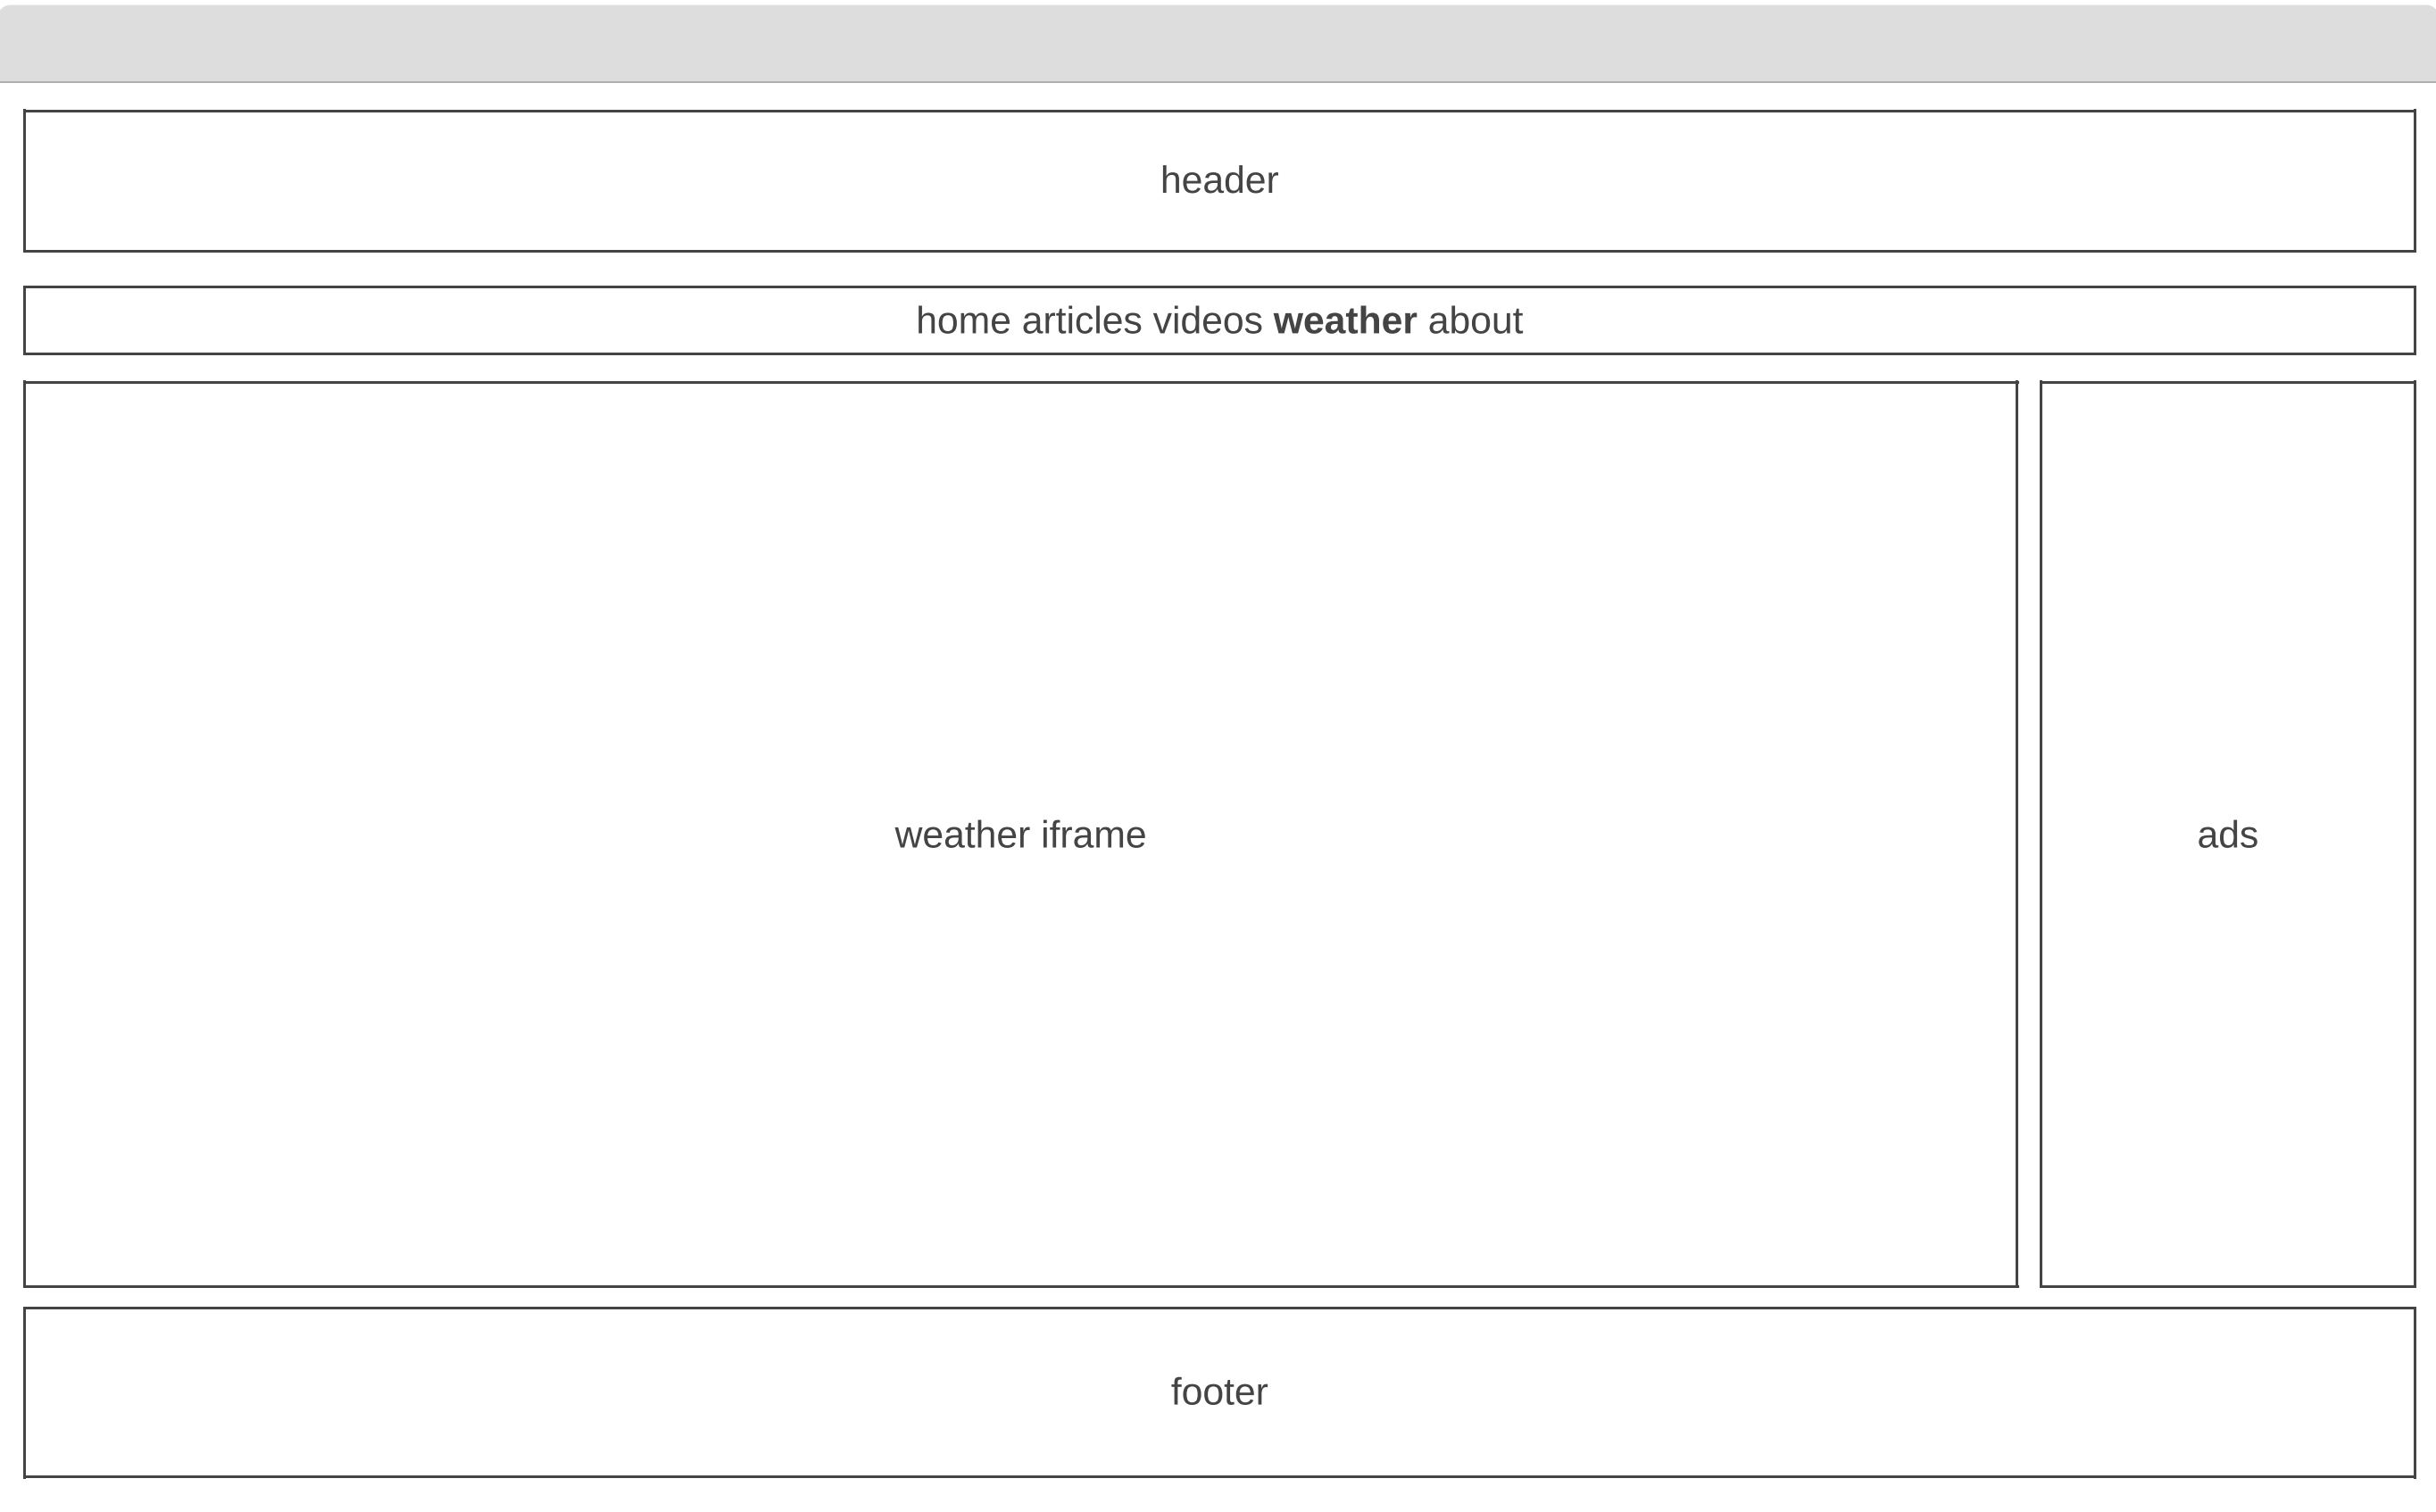 header
home articles videos weather about
weather iframe
ads
footer